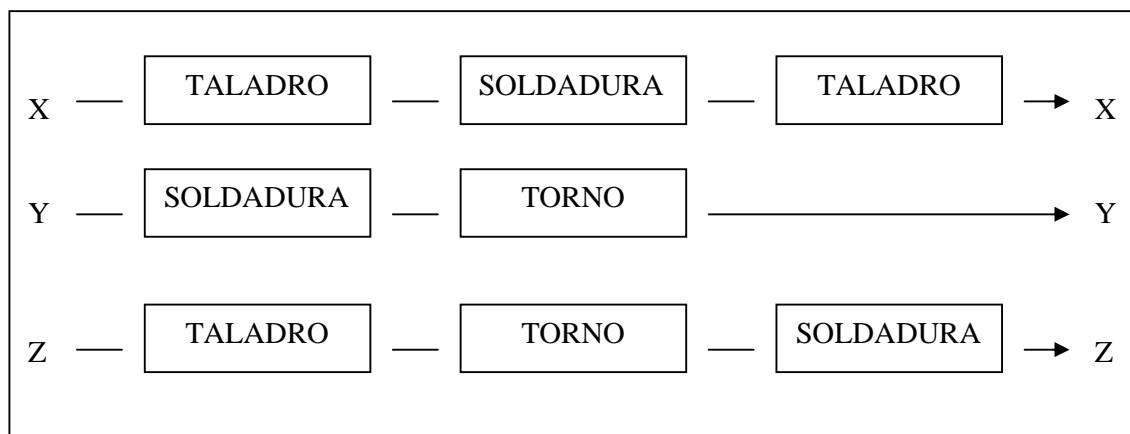 X TALADRO SOLDADURA TALADRO X
Y SOLDADURA TORNO Y
Z TALADRO TORNO SOLDADURA Z